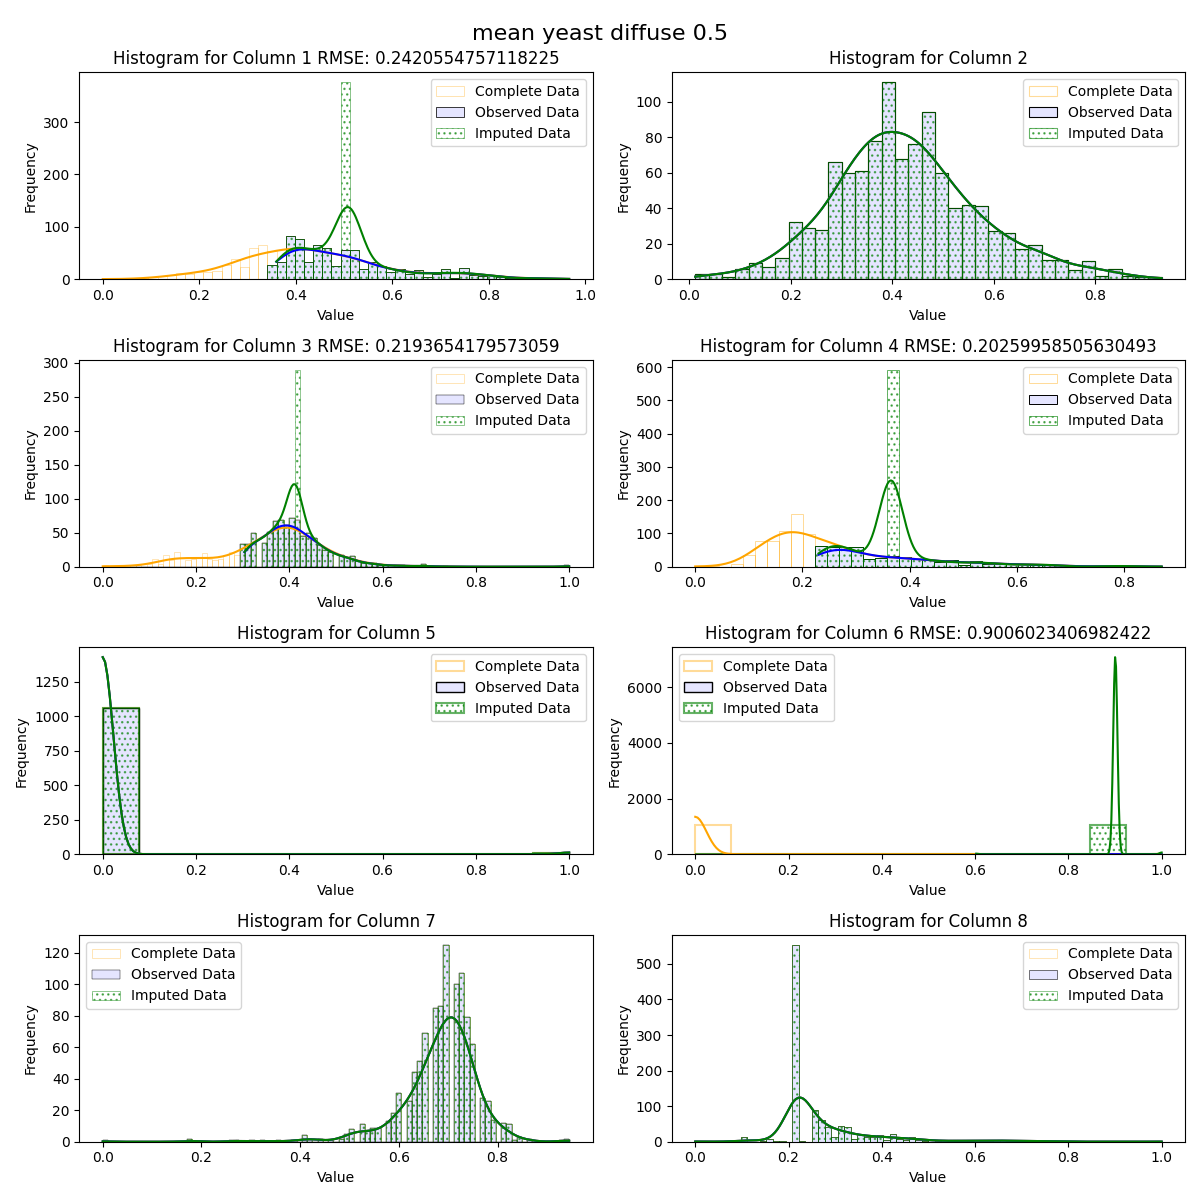 mean yeast diffuse 0.5
Histogram for Column 1 RMSE: 0.2420554757118225
Frequency
300
200
100
0
Complete Data
Observed Data
Imputed Data
0.0 0.2 0.4 0.6 0.8 1.0
Value
Histogram for Column 2
Frequency
100
80
60
40
20
0
Complete Data
Observed Data
Imputed Data
0.0 0.2 0.4 0.6 0.8
Value
Histogram for Column 3 RMSE: 0.2193654179573059
Frequency
300
250
200
150
100
50
0
Complete Data
Observed Data
Imputed Data
0.0 0.2 0.4 0.6 0.8 1.0
Value
Histogram for Column 4 RMSE: 0.20259958505630493
Frequency
600
500
400
300
200
100
0
Complete Data
Observed Data
Imputed Data
0.0 0.2 0.4 0.6 0.8
Value
Histogram for Column 5
Frequency
1250
1000
750
500
250
0
Complete Data
Observed Data
Imputed Data
0.0 0.2 0.4 0.6 0.8 1.0
Value
Histogram for Column 6 RMSE: 0.9006023406982422
Frequency
6000
4000
2000
0
Complete Data
Observed Data
Imputed Data
0.0 0.2 0.4 0.6 0.8 1.0
Value
Histogram for Column 7
Frequency
120
100
80
60
40
20
0
Complete Data
Observed Data
Imputed Data
0.0 0.2 0.4 0.6 0.8
Value
Histogram for Column 8
Frequency
500
400
300
200
100
0
Complete Data
Observed Data
Imputed Data
0.0 0.2 0.4 0.6 0.8 1.0
Value